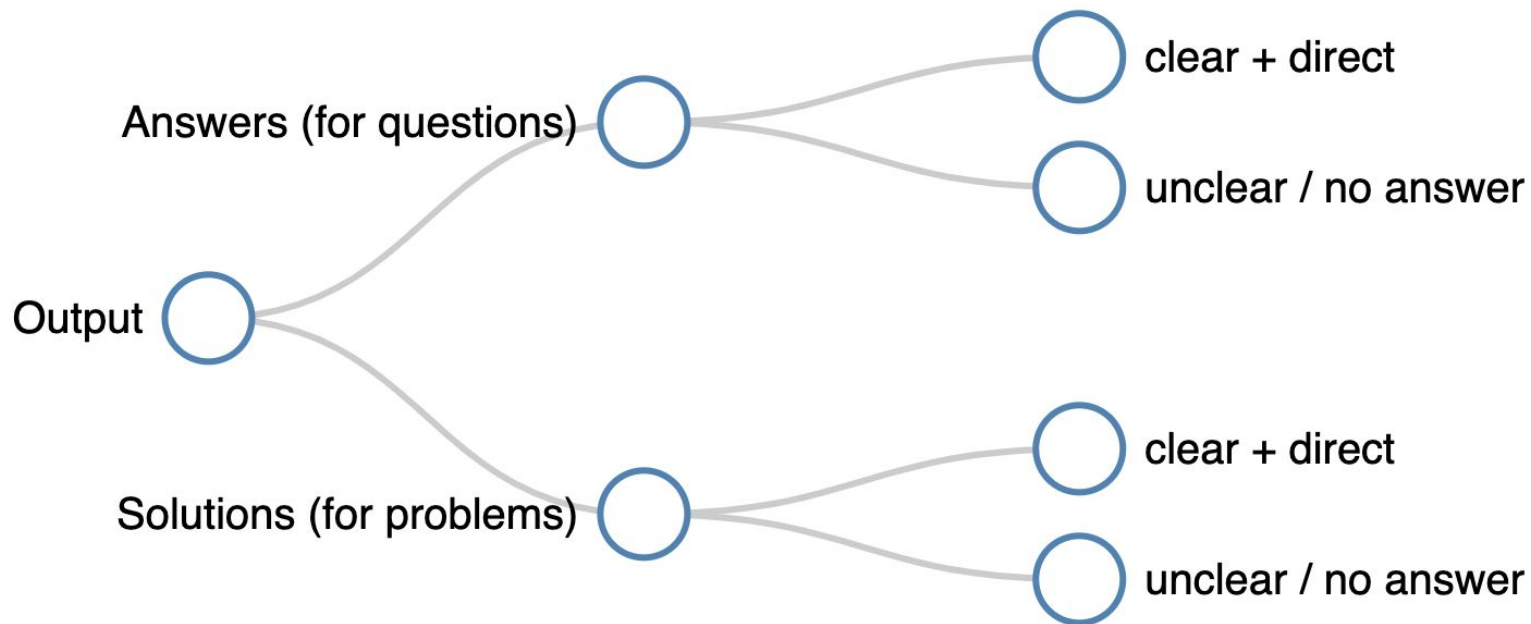 clear + direct
Answers (for questions)
unclear / no answer
Output
clear + direct
Solutions (for problems)
unclear / no answer